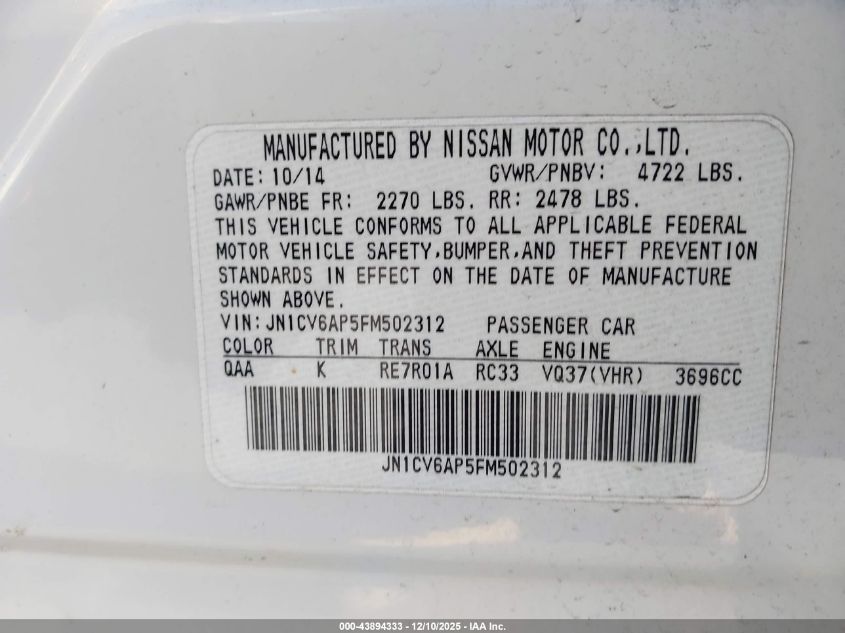 MANUFACTURED BY NISSAN MOTOR CO.,LTD.
DATE: 10/14 GVWR/PNBV: 4722 LBS.
GAWR/PNBE FR: 2270 LBS. RR: 2478 LBS.
THIS VEHICLE CONFORMS TO ALL APPLICABLE FEDERAL
MOTOR VEHICLE SAFETY,BUMPER,AND THEFT PREVENTION
STANDARDS IN EFFECT ON THE DATE OF MANUFACTURE
SHOWN ABOVE.
VIN: JN1CV6AP5FM502312 PASSENGER CAR
COLOR TRIM TRANS AXLE ENGINE
QAA K RE7R01A RC33 VQ37(VHR) 3696CC
JN1CV6AP5FM502312
000-43894333 - 12/10/2025 - IAA Inc.